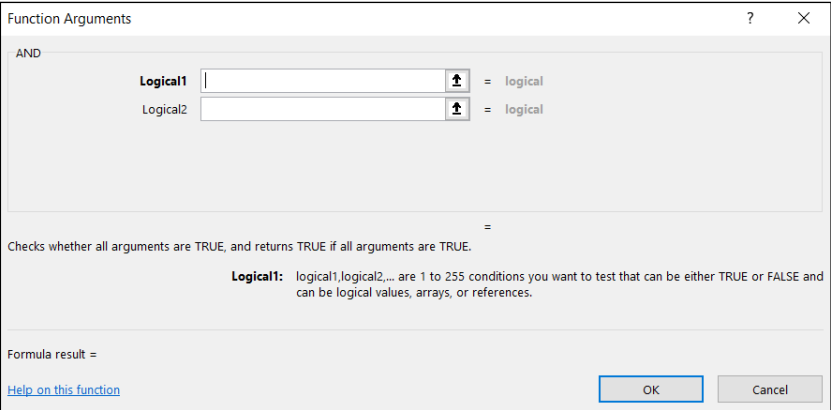 Function Arguments ? ×
AND
Logical1 = logical
Logical2 = logical
=
Checks whether all arguments are TRUE, and returns TRUE if all arguments are TRUE.
Logical1: logical1,logical2,... are 1 to 255 conditions you want to test that can be either TRUE or FALSE and
can be logical values, arrays, or references.
Formula result =
Help on this function OK Cancel